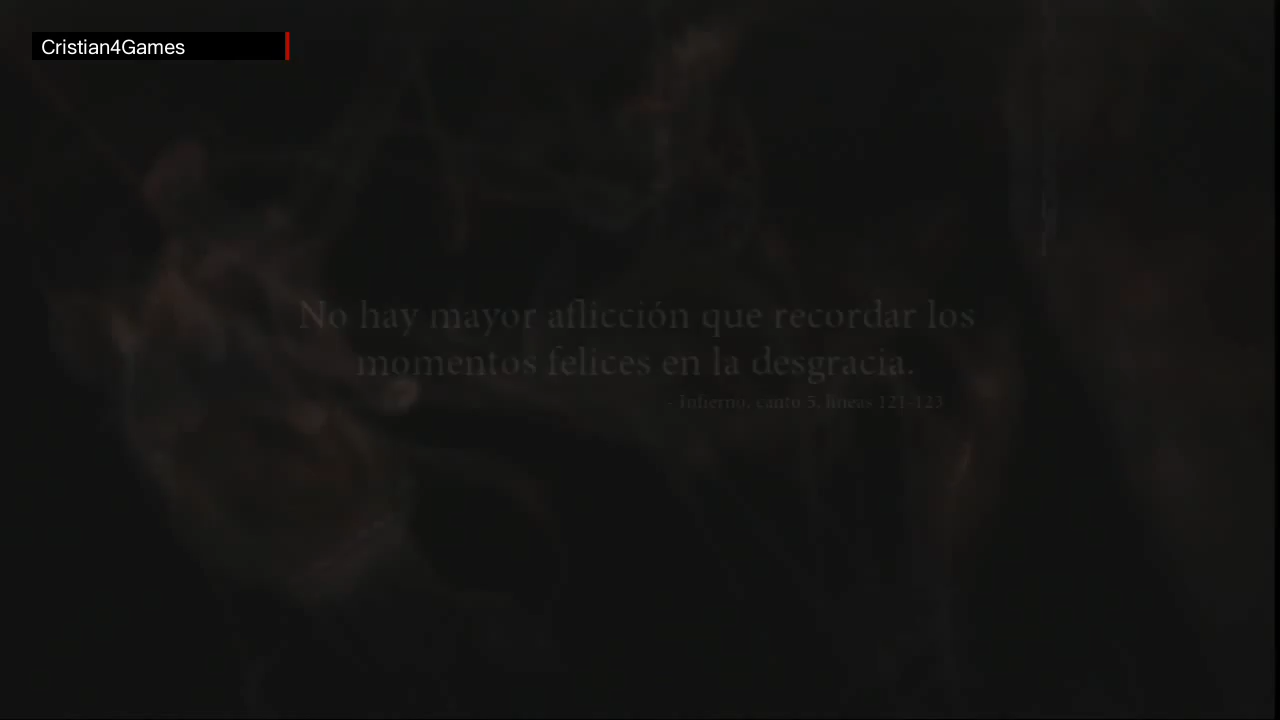 Cristian4Games
No hay mayor aflicción que recordar los
momentos felices en la desgracia.
- Infierno, canto 5, líneas 121-123